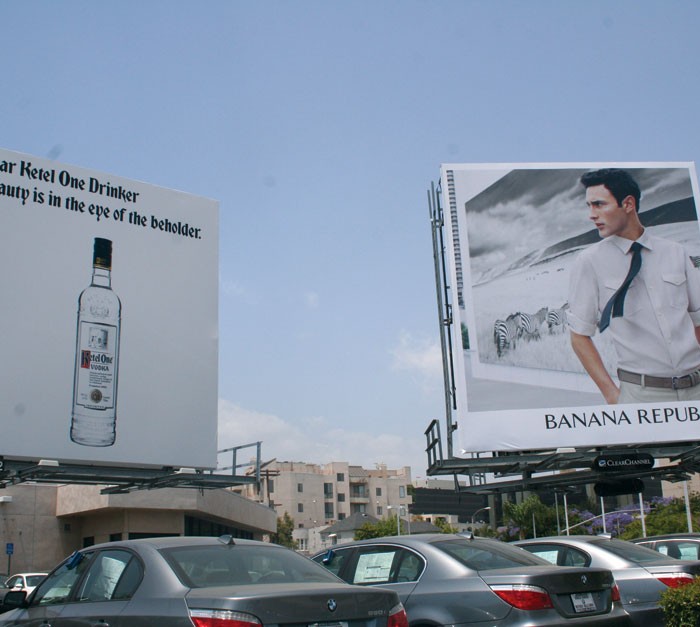 ar Ketel One Drinker
auty is in the eye of the beholder.
Ketel One
VODKA
BANANA REPUB
CLEARCHANNEL